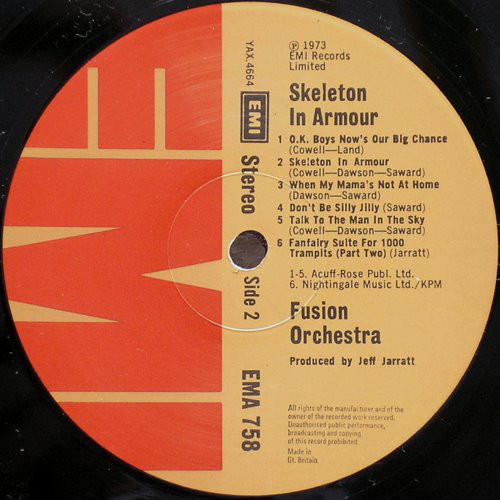 ℗ 1973
EMI Records
Limited
Skeleton
In Armour
1 O.K. Boys Now's Our Big Chance
(Cowell—Land)
2 Skeleton In Armour
(Cowell—Dawson—Saward)
3 When My Mama's Not At Home
(Dawson—Saward)
4 Don't Be Silly Jilly (Saward)
5 Talk To The Man In The Sky
(Cowell—Dawson—Saward)
6 Fanfairy Suite For 1000
Trampits (Part Two) (Jarratt)
1-5. Acuff-Rose Publ. Ltd.
6. Nightingale Music Ltd./KPM
Fusion
Orchestra
Produced by Jeff Jarratt
All rights of the manufacturer and of the
owner of the recorded work reserved.
Unauthorised public performance,
broadcasting and copying
of this record prohibited.
Made in
Gt. Britain.
YAX.4664
EMI Stereo Side 2 EMA 758
EMI